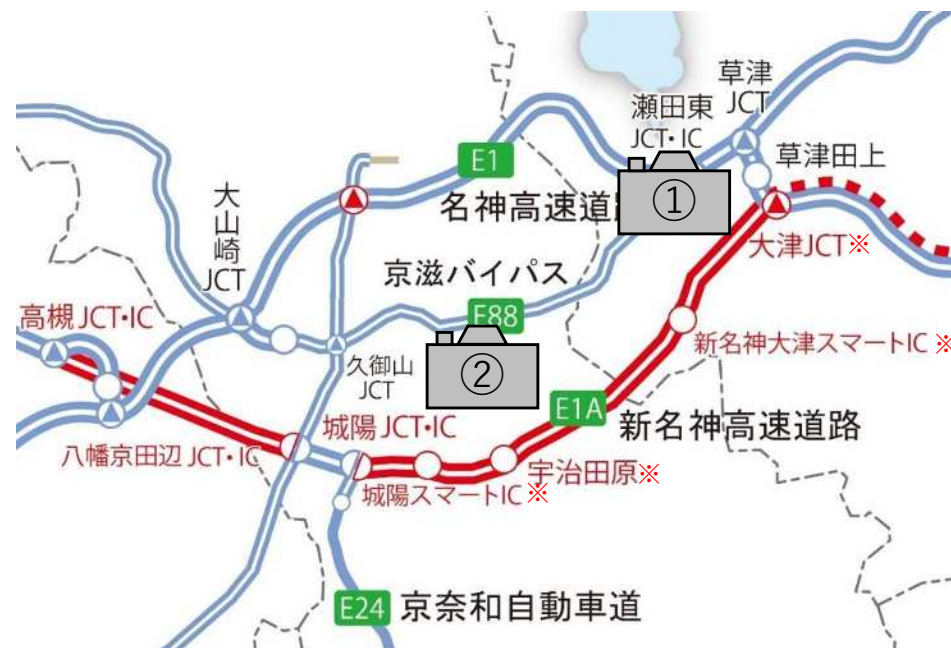 草津
JCT
瀬田東
JCT・IC
草津田上
E1
名神高速道
①
大津JCT※
大山崎
JCT
京滋バイパス
E88
高槻JCT・IC
新名神大津スマートIC※
久御山
JCT
②
E1A
新名神高速道路
城陽JCT・IC
八幡京田辺JCT・IC
宇治田原※
城陽スマートIC※
E24
京奈和自動車道